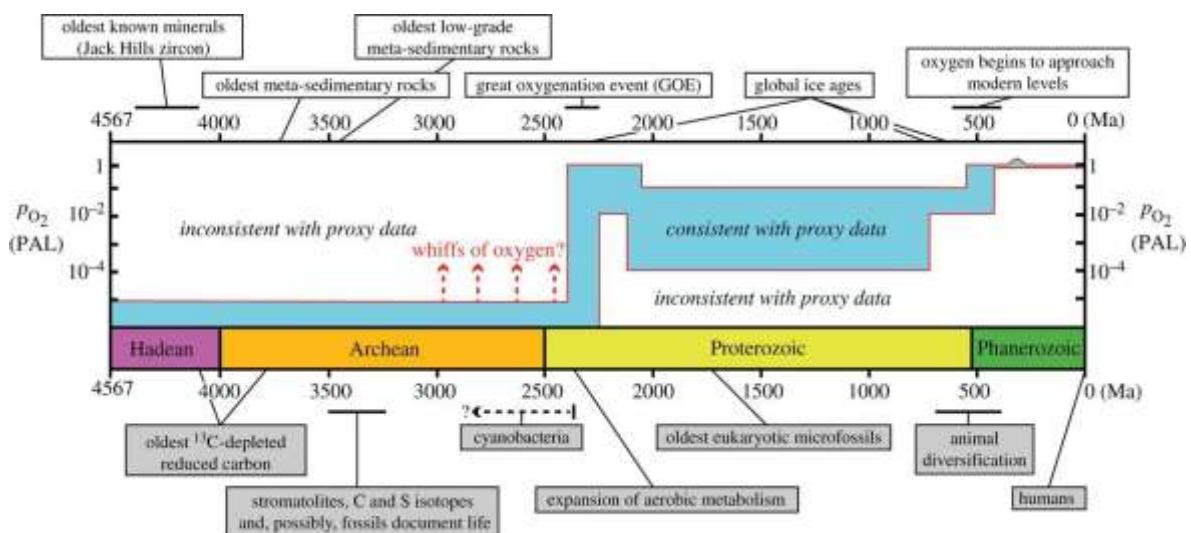 oldest known minerals
(Jack Hills zircon)
oldest low-grade
meta-sedimentary rocks
oldest meta-sedimentary rocks
great oxygenation event (GOE)
global ice ages
oxygen begins to approach
modern levels
4567 4000 3500 3000 2500 2000 1500 1000 500 0 (Ma)
1 1
pO₂
(PAL)
10⁻² 10⁻²
pO₂
(PAL)
10⁻⁴ 10⁻⁴
inconsistent with proxy data
consistent with proxy data
whiffs of oxygen?
inconsistent with proxy data
Hadean Archean Proterozoic Phanerozoic
4567 4000 3500 3000 2500 2000 1500 1000 500 0 (Ma)
?
oldest ¹³C-depleted
reduced carbon
cyanobacteria
oldest eukaryotic microfossils
animal
diversification
stromatolites, C and S isotopes
and, possibly, fossils document life
expansion of aerobic metabolism
humans